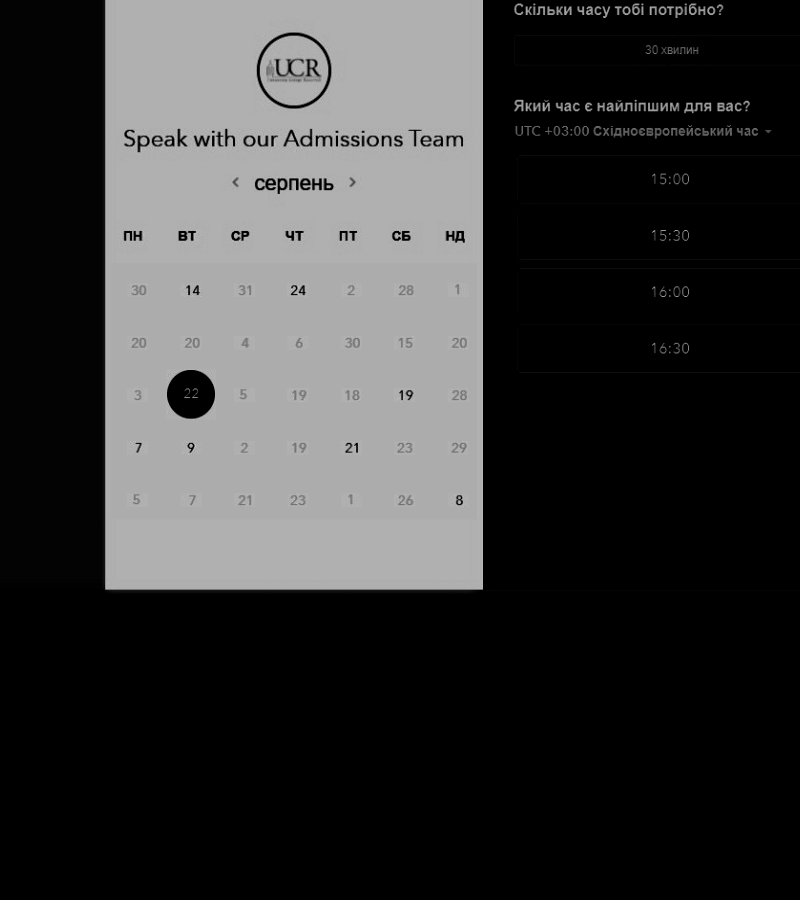 UCR
Speak with our Admissions Team
серпень
ПН ВТ СР ЧТ ПТ СБ НД
30 14 31 24 2 28 1
20 20 4 6 30 15 20
3 22 5 19 18 19 28
7 9 2 19 21 23 29
5 7 21 23 1 26 8
Скільки часу тобі потрібно?
30 хвилин
Який час є найліпшим для вас?
UTC +03:00 Східноєвропейський час
15:00
15:30
16:00
16:30